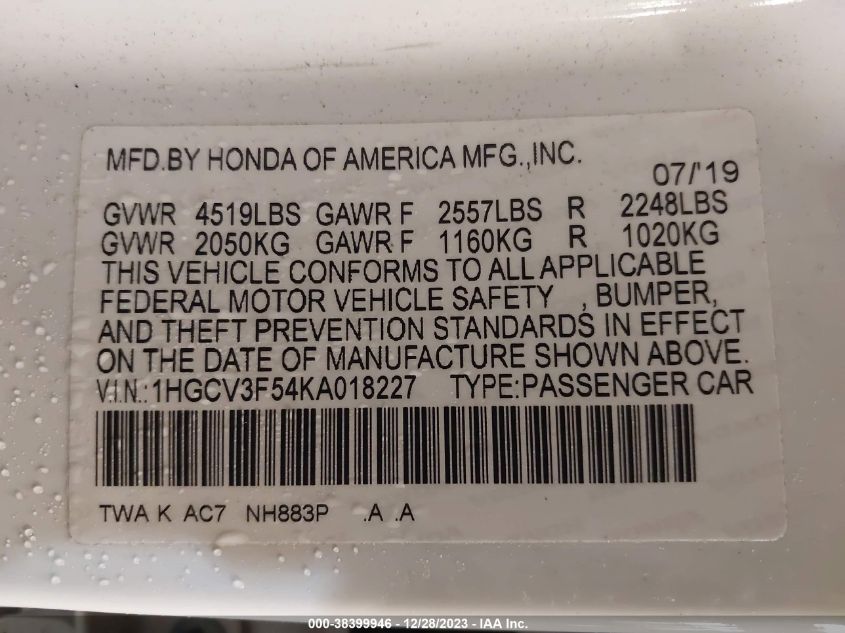 MFD.BY HONDA OF AMERICA MFG.,INC.
07/'19
GVWR 4519LBS GAWR F 2557LBS R 2248LBS
GVWR 2050KG GAWR F 1160KG R 1020KG
THIS VEHICLE CONFORMS TO ALL APPLICABLE
FEDERAL MOTOR VEHICLE SAFETY , BUMPER,
AND THEFT PREVENTION STANDARDS IN EFFECT
ON THE DATE OF MANUFACTURE SHOWN ABOVE.
V.I.N.:1HGCV3F54KA018227 TYPE:PASSENGER CAR
TWA K AC7 NH883P .A .A
000-38399946 - 12/28/2023 - IAA Inc.